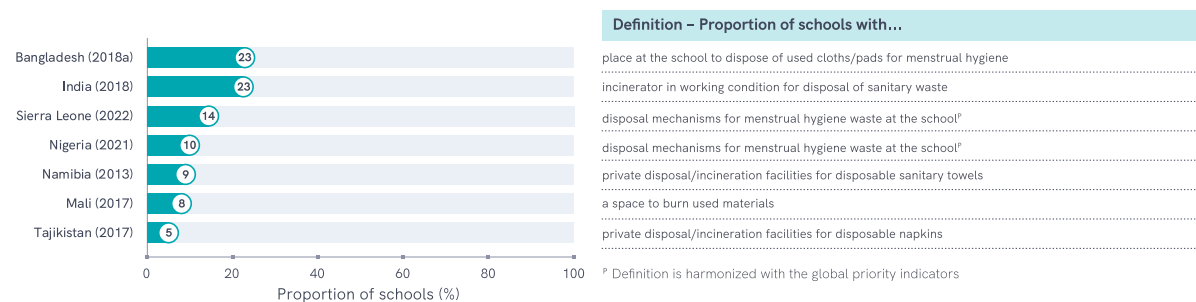 Definition – Proportion of schools with...
Bangladesh (2018a) 23 place at the school to dispose of used cloths/pads for menstrual hygiene
India (2018) 23 incinerator in working condition for disposal of sanitary waste
Sierra Leone (2022) 14 disposal mechanisms for menstrual hygiene waste at the schoolᴾ
Nigeria (2021) 10 disposal mechanisms for menstrual hygiene waste at the schoolᴾ
Namibia (2013) 9 private disposal/incineration facilities for disposable sanitary towels
Mali (2017) 8 a space to burn used materials
Tajikistan (2017) 5 private disposal/incineration facilities for disposable napkins
0 20 40 60 80 100
Proportion of schools (%)
ᴾ Definition is harmonized with the global priority indicators